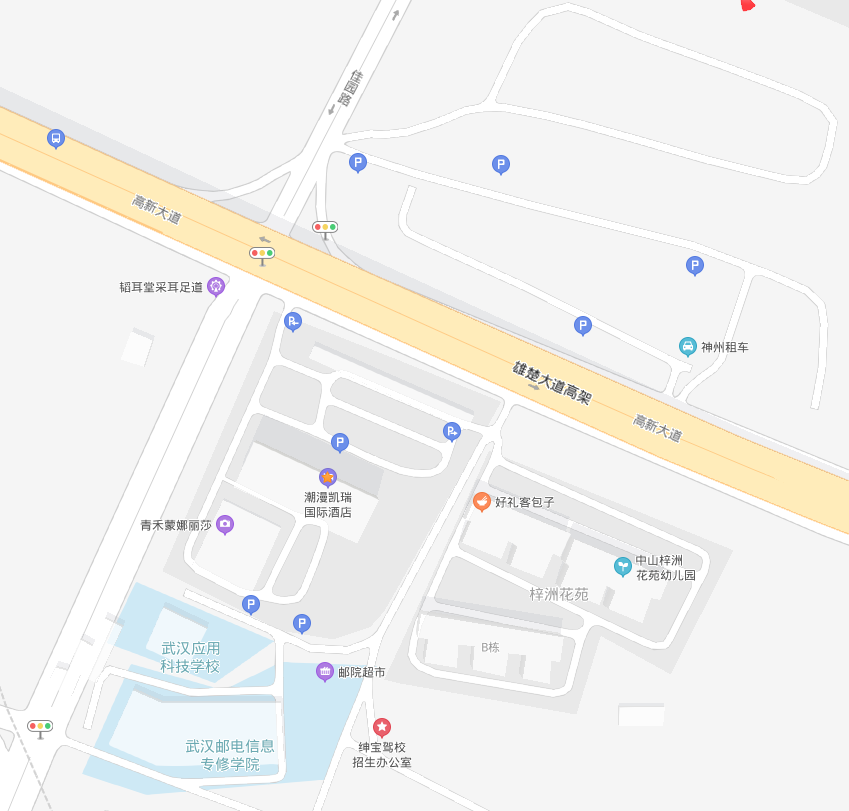 佳园路
P
P
高新大道
P
韬耳堂采耳足道
P
P
神州租车
雄楚大道高架
高新大道
P
P
潮漫凯瑞
国际酒店
好礼客包子
青禾蒙娜丽莎
中山梓洲
花苑幼儿园
梓洲花苑
P
P
B栋
武汉应用
科技学校
邮院超市
武汉邮电信息
专修学院
绅宝驾校
招生办公室